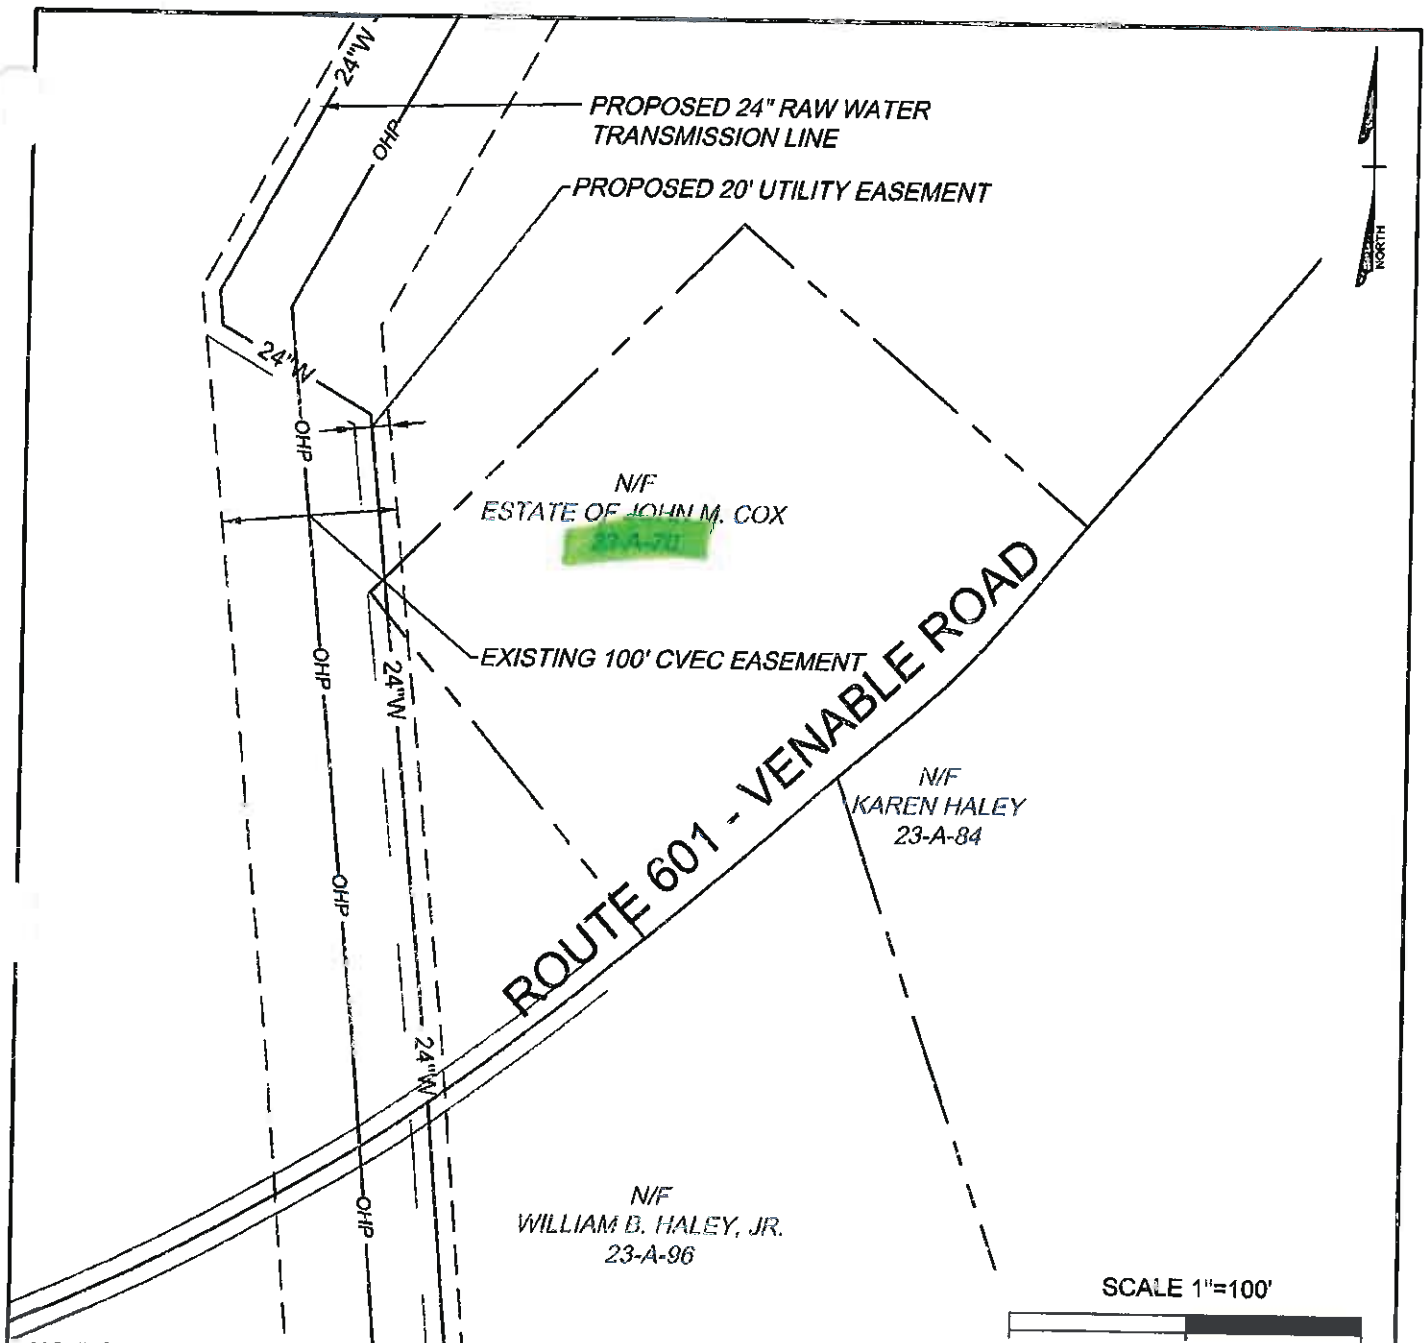 24"W
OHP
PROPOSED 24" RAW WATER
TRANSMISSION LINE
PROPOSED 20' UTILITY EASEMENT
NORTH
24"W
OHP
N/F
ESTATE OF JOHN M. COX
23-A-70
EXISTING 100' CVEC EASEMENT
OHP
24"W
ROUTE 601 - VENABLE ROAD
N/F
KAREN HALEY
23-A-84
OHP
24"W
OHP
N/F
WILLIAM B. HALEY, JR.
23-A-96
SCALE 1"=100'